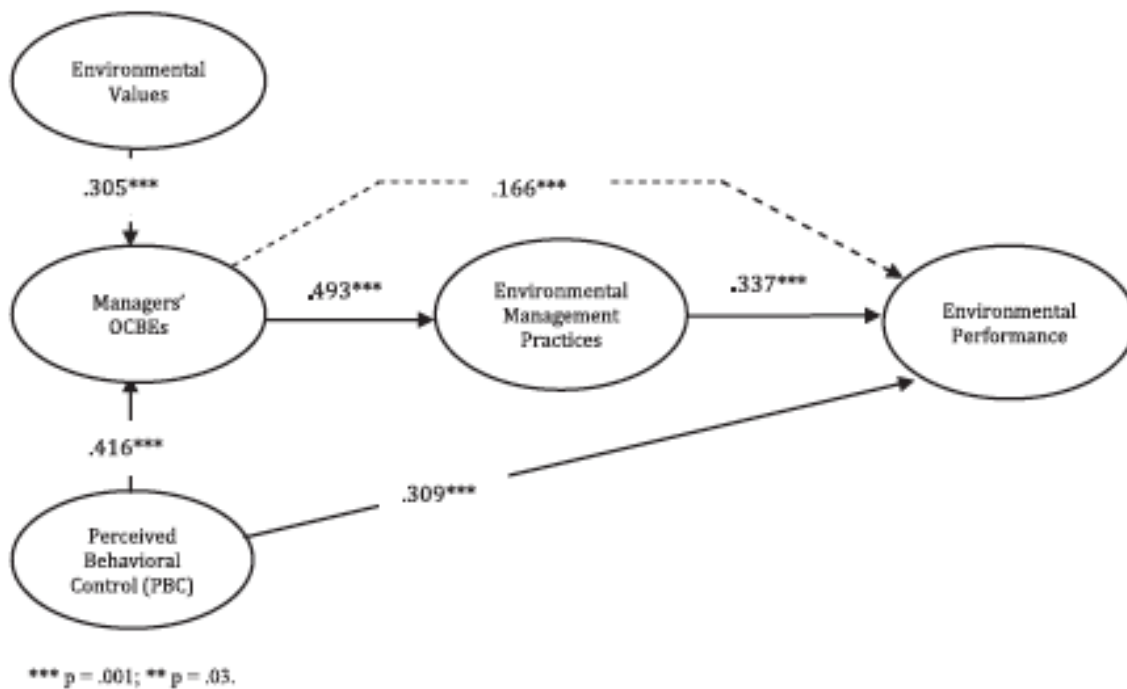 Environmental
Values
.305***
.166***
Managers'
OCBEs
.493***
Environmental
Management
Practices
.337***
Environmental
Performance
.416***
.309***
Perceived
Behavioral
Control (PBC)
*** p = .001; ** p = .03.